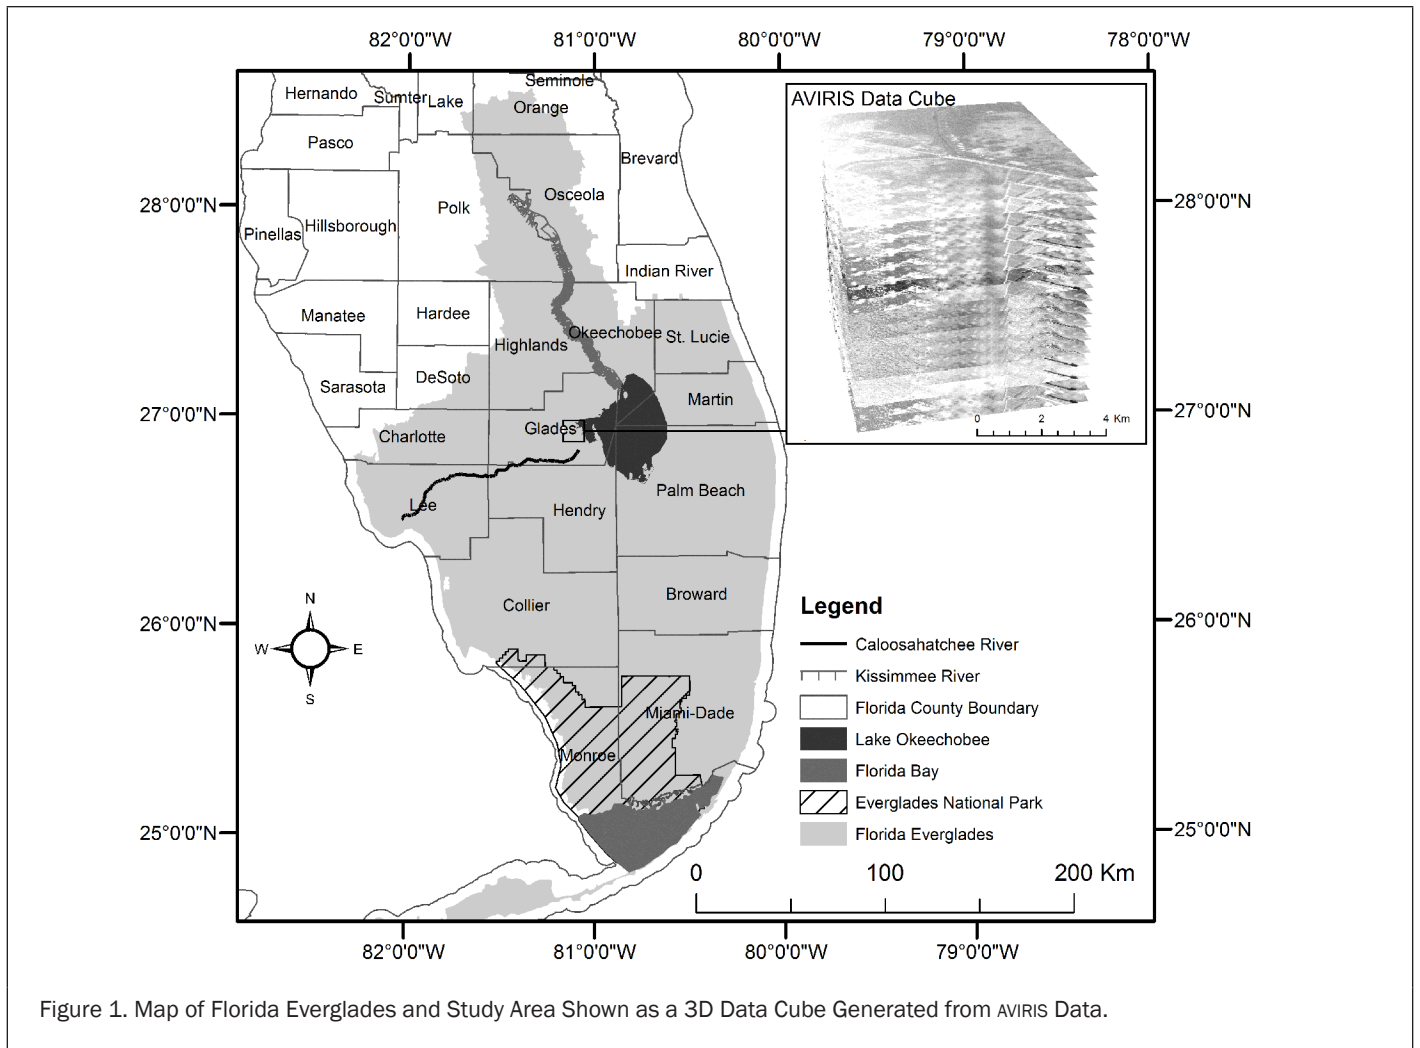 82°0'0"W 81°0'0"W 80°0'0"W 79°0'0"W 78°0'0"W
Seminole
Hernando
Sumter
Lake
Orange
AVIRIS Data Cube
Pasco
Brevard
Osceola
28°0'0"N
Polk
28°0'0"N
Hillsborough
Pinellas
Indian River
Manatee
Hardee
Okeechobee
St. Lucie
Highlands
Sarasota
DeSoto
Martin
27°0'0"N
27°0'0"N
0 2 4 Km
Charlotte
Glades
Palm Beach
Lee
Hendry
Collier
Broward
26°0'0"N
26°0'0"N
N
W E
S
Miami-Dade
Monroe
25°0'0"N
25°0'0"N
Legend
Caloosahatchee River
Kissimmee River
Florida County Boundary
Lake Okeechobee
Florida Bay
Everglades National Park
Florida Everglades
0 100 200 Km
82°0'0"W 81°0'0"W 80°0'0"W 79°0'0"W
Figure 1. Map of Florida Everglades and Study Area Shown as a 3D Data Cube Generated from AVIRIS Data.